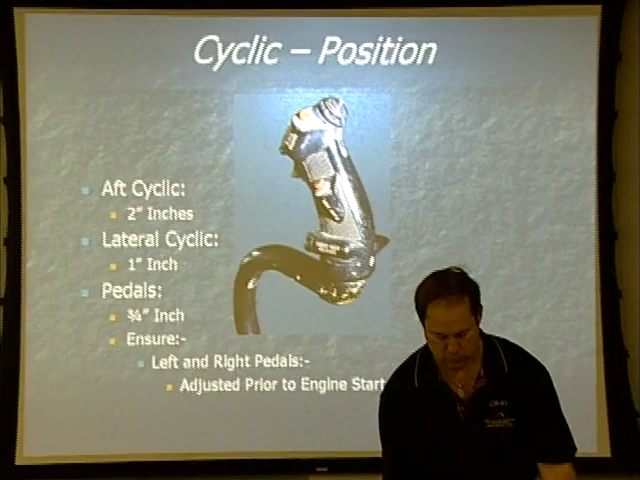 Cyclic – Position
Aft Cyclic:
2” Inches
Lateral Cyclic:
1” Inch
Pedals:
¾” Inch
Ensure:-
Left and Right Pedals:-
Adjusted Prior to Engine Start